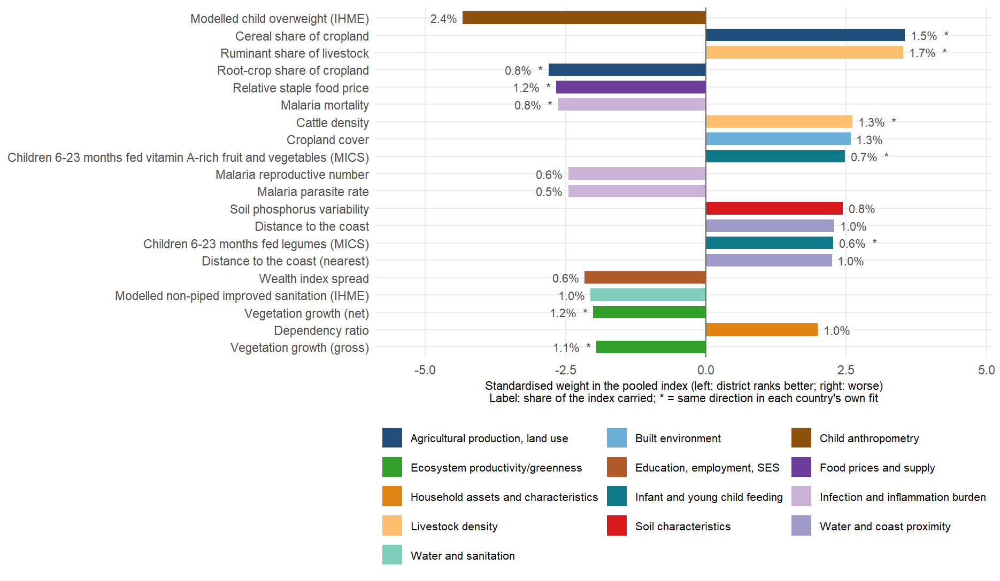 Modelled child overweight (IHME) 2.4%
Cereal share of cropland 1.5% *
Ruminant share of livestock 1.7% *
Root-crop share of cropland 0.8% *
Relative staple food price 1.2% *
Malaria mortality 0.8% *
Cattle density 1.3% *
Cropland cover 1.3%
Children 6-23 months fed vitamin A-rich fruit and vegetables (MICS) 0.7% *
Malaria reproductive number 0.6%
Malaria parasite rate 0.5%
Soil phosphorus variability 0.8%
Distance to the coast 1.0%
Children 6-23 months fed legumes (MICS) 0.6% *
Distance to the coast (nearest) 1.0%
Wealth index spread 0.6%
Modelled non-piped improved sanitation (IHME) 1.0%
Vegetation growth (net) 1.2% *
Dependency ratio 1.0%
Vegetation growth (gross) 1.1% *
-5.0 -2.5 0.0 2.5 5.0
Standardised weight in the pooled index (left: district ranks better; right: worse)
Label: share of the index carried; * = same direction in each country's own fit
Agricultural production, land use Built environment Child anthropometry
Ecosystem productivity/greenness Education, employment, SES Food prices and supply
Household assets and characteristics Infant and young child feeding Infection and inflammation burden
Livestock density Soil characteristics Water and coast proximity
Water and sanitation